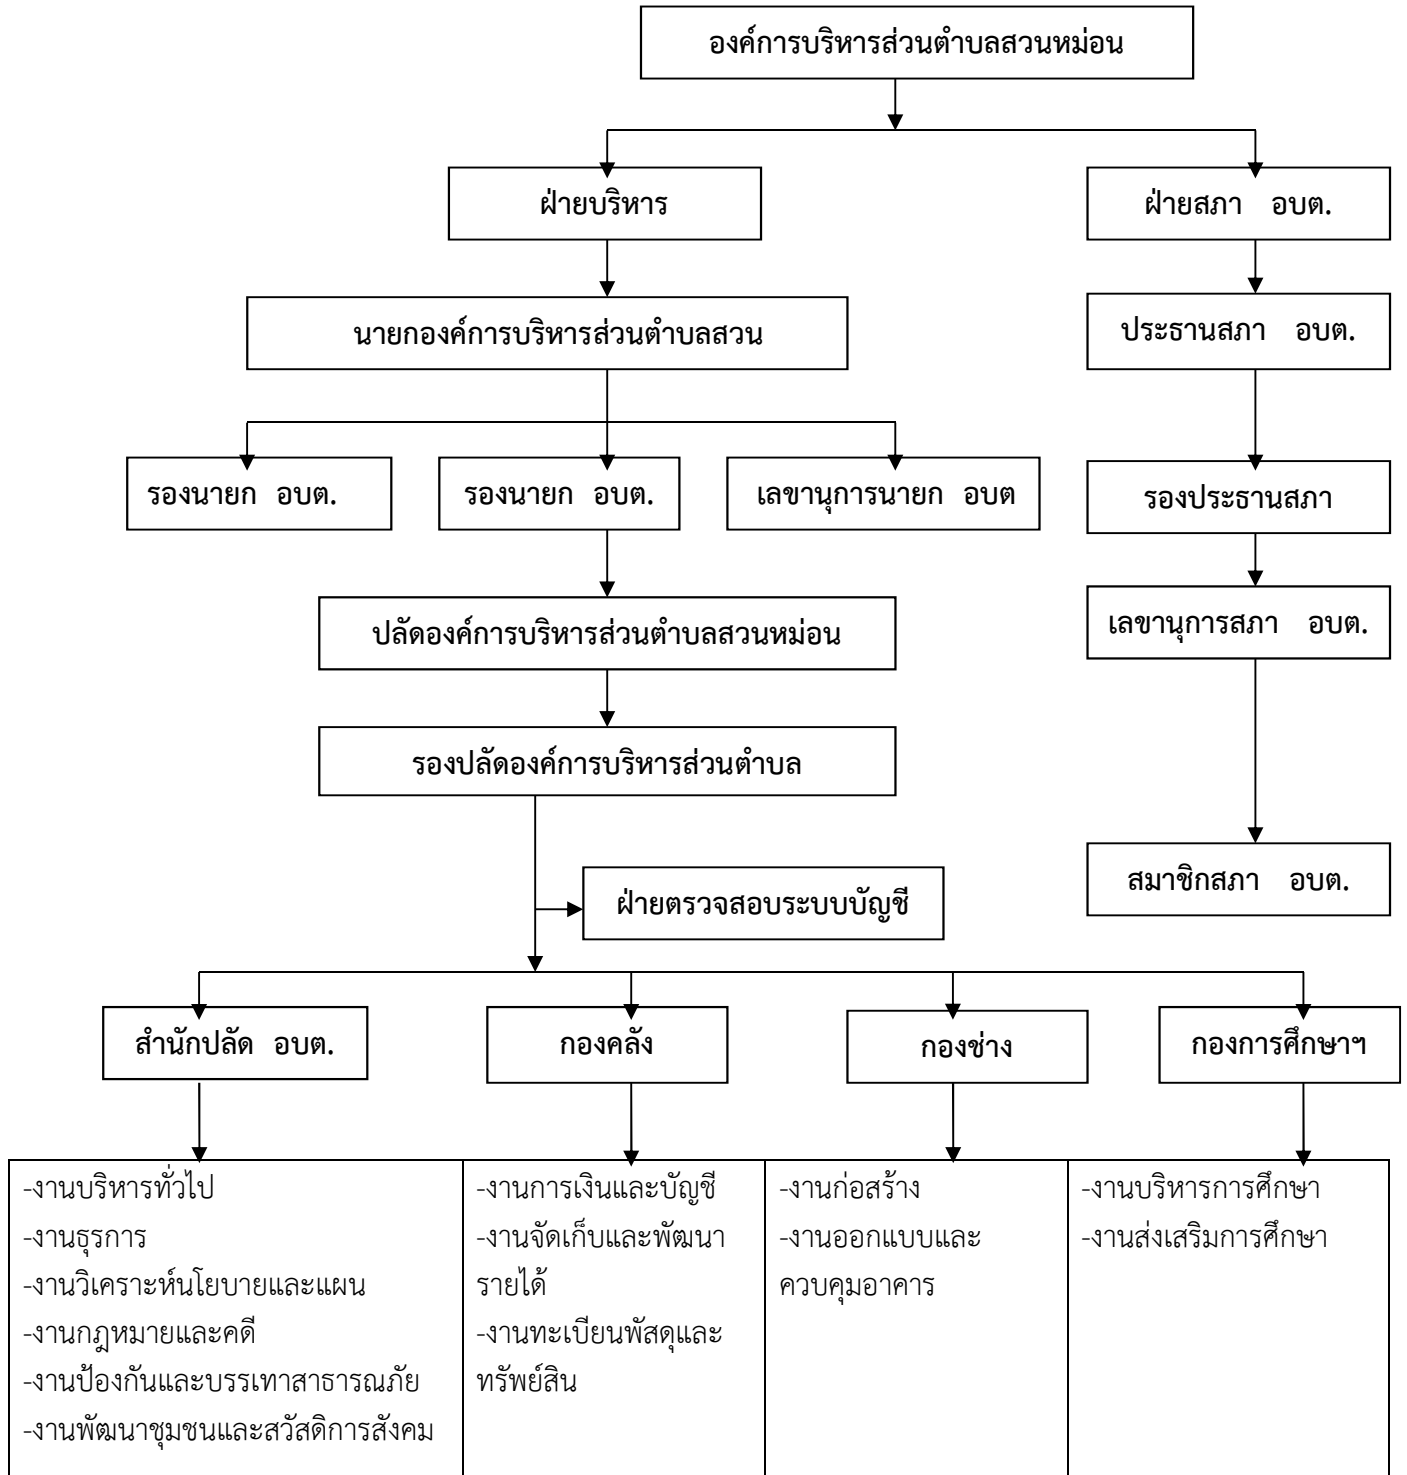 องค์การบริหารส่วนตำบลสวนหม่อน
ฝ่ายบริหาร
ฝ่ายสภา อบต.
นายกองค์การบริหารส่วนตำบลสวน
ประธานสภา อบต.
รองนายก อบต.
รองนายก อบต.
เลขานุการนายก อบต
รองประธานสภา
ปลัดองค์การบริหารส่วนตำบลสวนหม่อน
เลขานุการสภา อบต.
รองปลัดองค์การบริหารส่วนตำบล
สมาชิกสภา อบต.
ฝ่ายตรวจสอบระบบบัญชี
สำนักปลัด อบต.
กองคลัง
กองช่าง
กองการศึกษาฯ
-งานบริหารทั่วไป
-งานธุรการ
-งานวิเคราะห์นโยบายและแผน
-งานกฎหมายและคดี
-งานป้องกันและบรรเทาสาธารณภัย
-งานพัฒนาชุมชนและสวัสดิการสังคม
-งานการเงินและบัญชี
-งานจัดเก็บและพัฒนา
รายได้
-งานทะเบียนพัสดุและ
ทรัพย์สิน
-งานก่อสร้าง
-งานออกแบบและ
ควบคุมอาคาร
-งานบริหารการศึกษา
-งานส่งเสริมการศึกษา